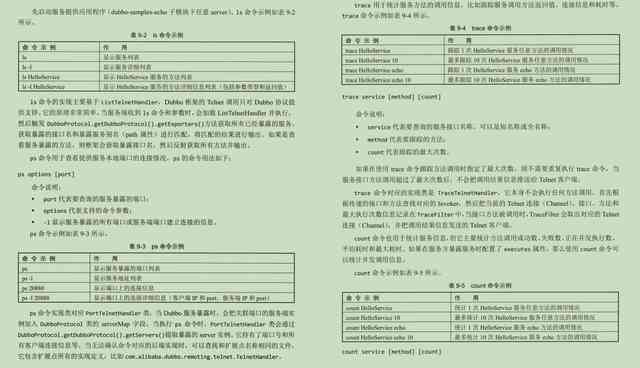 先启动服务提供应用程序(dubbo-samples-echo 子模块下任意 server)。ls 命令示例如表 9-2
所示。
表 9-2 ls 命令示例
命 令 示 例 作 用
ls 显示服务列表
ls -l 显示服务详细列表
ls HelloService 显示 HelloService 服务的方法列表
ls -l HelloService 显示 HelloService 服务的方法详细信息列表(包括参数类型和返回值)
ls 命令的实现主要基于 ListTelnetHandler。Dubbo 框架的 Telnet 调用只对 Dubbo 协议提
供支持,它的原理非常简单,当服务端收到 ls 命令和参数时,会加载 ListTelnetHandler 并执行,
然后触发 DubboProtocol.getDubboProtocol().getExporters()方法获取所有已经暴露的服务,
获取暴露的接口名和暴露服务别名(path 属性)进行匹配,将匹配的结果进行输出。如果是查
看服务暴露的方法,则框架会获取暴露接口名,然后反射获取所有方法并输出。
ps 命令用于查看提供服务本地端口的连接情况。ps 的命令用法如下:
ps options [port]
命令说明:
• port 代表要查询服务暴露的端口;
• options 代表支持的命令参数;
• -l 显示服务暴露的所有端口或服务端端口建立连接的信息。
ps 命令示例如表 9-3 所示。
表 9-3 ps 命令示例
命 令 示 例 作 用
ps 显示服务暴露的端口列表
ps -l 显示服务地址列表
ps 20880 显示端口上的连接信息
ps -l 20880 显示端口上的连接详细信息(客户端 IP 和 port、服务端 IP 和 port)
ps 命令实现类对应 PortTelnetHandler 类,当 Dubbo 服务暴露时,会把关联端口的服务端实
例加入 DubboProtocol 类的 serverMap 字段。当执行 ps 命令时,PortTelnetHandler 类会通过
DubboProtocol.getDubboProtocol().getServers()提取暴露的 server 实例,它持有了端口号和所
有客户端连接信息等。当无法确认命令对应的后端实现时,可以查找和扩展点名称相同的文件,
它包含扩展点所有的实现定义,比如 com.alibaba.dubbo.remoting.telnet.TelnetHandler。
trace 用于统计服务方法的调用信息,比如跟踪服务方法返回值、连接信息和耗时等。
trace 命令示例如表 9-4 所示。
表 9-4 trace 命令示例
命 令 示 例 作 用
trace HelloService 跟踪 1 次 HelloService 服务任意方法的调用情况
trace HelloService 10 最多跟踪 10 次 HelloService 服务任意方法的调用情况
trace HelloService echo 跟踪 1 次 HelloService 服务 echo 方法的调用情况
trace HelloService echo 10 最多跟踪 10 次 HelloService 服务 echo 方法的调用情况
trace service [method] [count]
命令说明:
• service 代表要查询的服务接口名称,可以是短名称或全名称;
• method 代表要跟踪的方法;
• count 代表跟踪的最大次数。
如果在使用 trace 命令跟踪方法调用时指定了最大次数,则不需要重复执行 trace 命令,当
服务接口方法调用超过了最大次数后,不会把调用结果信息推送给 Telnet 客户端。
trace 命令对应的实现类是 TraceTelnetHandler,它本身不会执行任何方法调用,首先根
据传递的接口和方法查找对应的 Invoker,然后把当前的 Telnet 连接(Channel)、接口、方法和
最大执行次数信息记录在 TraceFilter 中,当接口方法被调用时,TraceFilter 会取出对应的 Telnet
连接(Channel),并把调用结果信息发送到 Telnet 客户端。
count 命令也用于统计服务信息,但它主要统计方法调用成功数、失败数、正在并发执行数、
平均耗时和最大耗时。如果在服务方暴露服务时配置了 executes 属性,那么使用 count 命令可
以统计并发调用信息。
count 命令示例如表 9-5 所示。
表 9-5 count 命令示例
命 令 示 例 作 用
count HelloService 统计 1 次 HelloService 服务任意方法的调用情况
count HelloService 10 最多统计 10 次 HelloService 服务任意方法的调用情况
count HelloService echo 统计 1 次 HelloService 服务 echo 方法的调用情况
count HelloService echo 10 最多统计 10 次 HelloService 服务 echo 方法的调用情况
count service [method] [count]